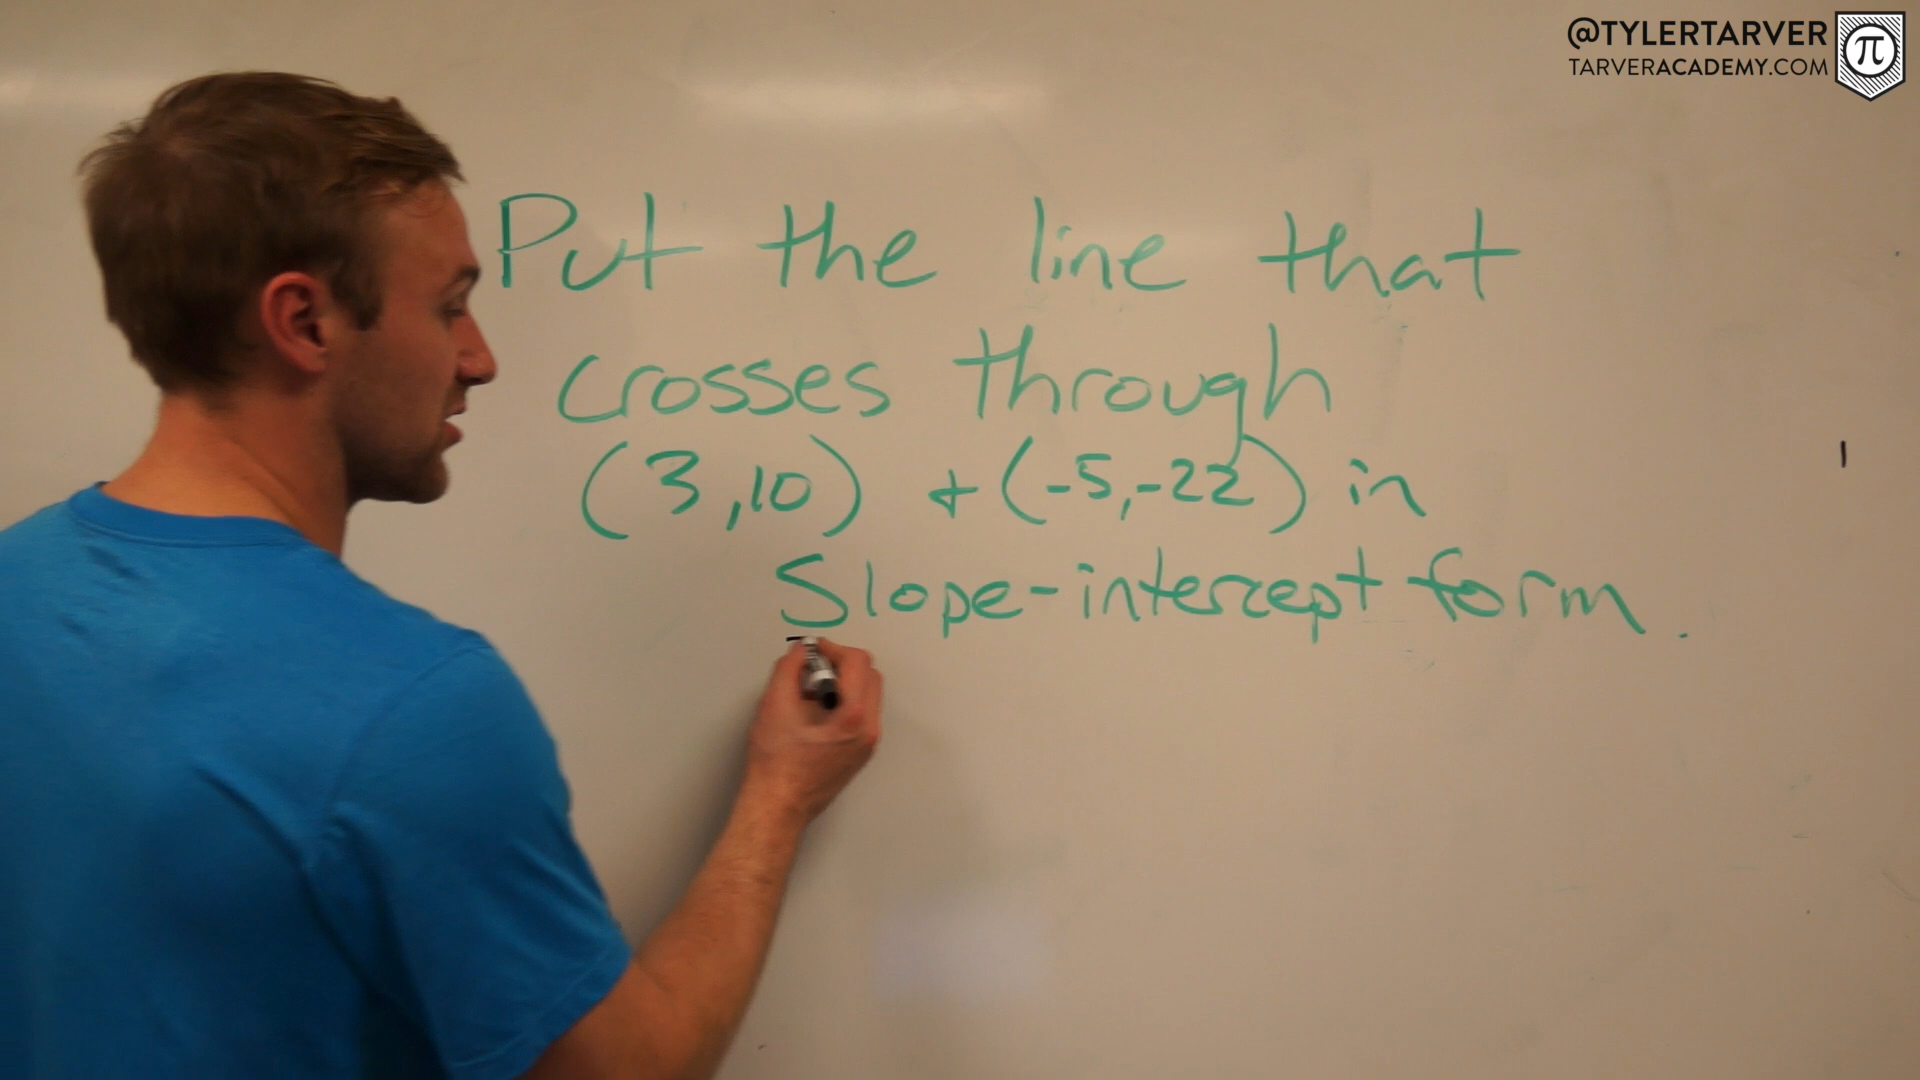 @TYLERTARVER
TARVERACADEMY.COM
π
Put the line that
crosses through
(3,10) + (-5,-22) in
Slope-intercept form.